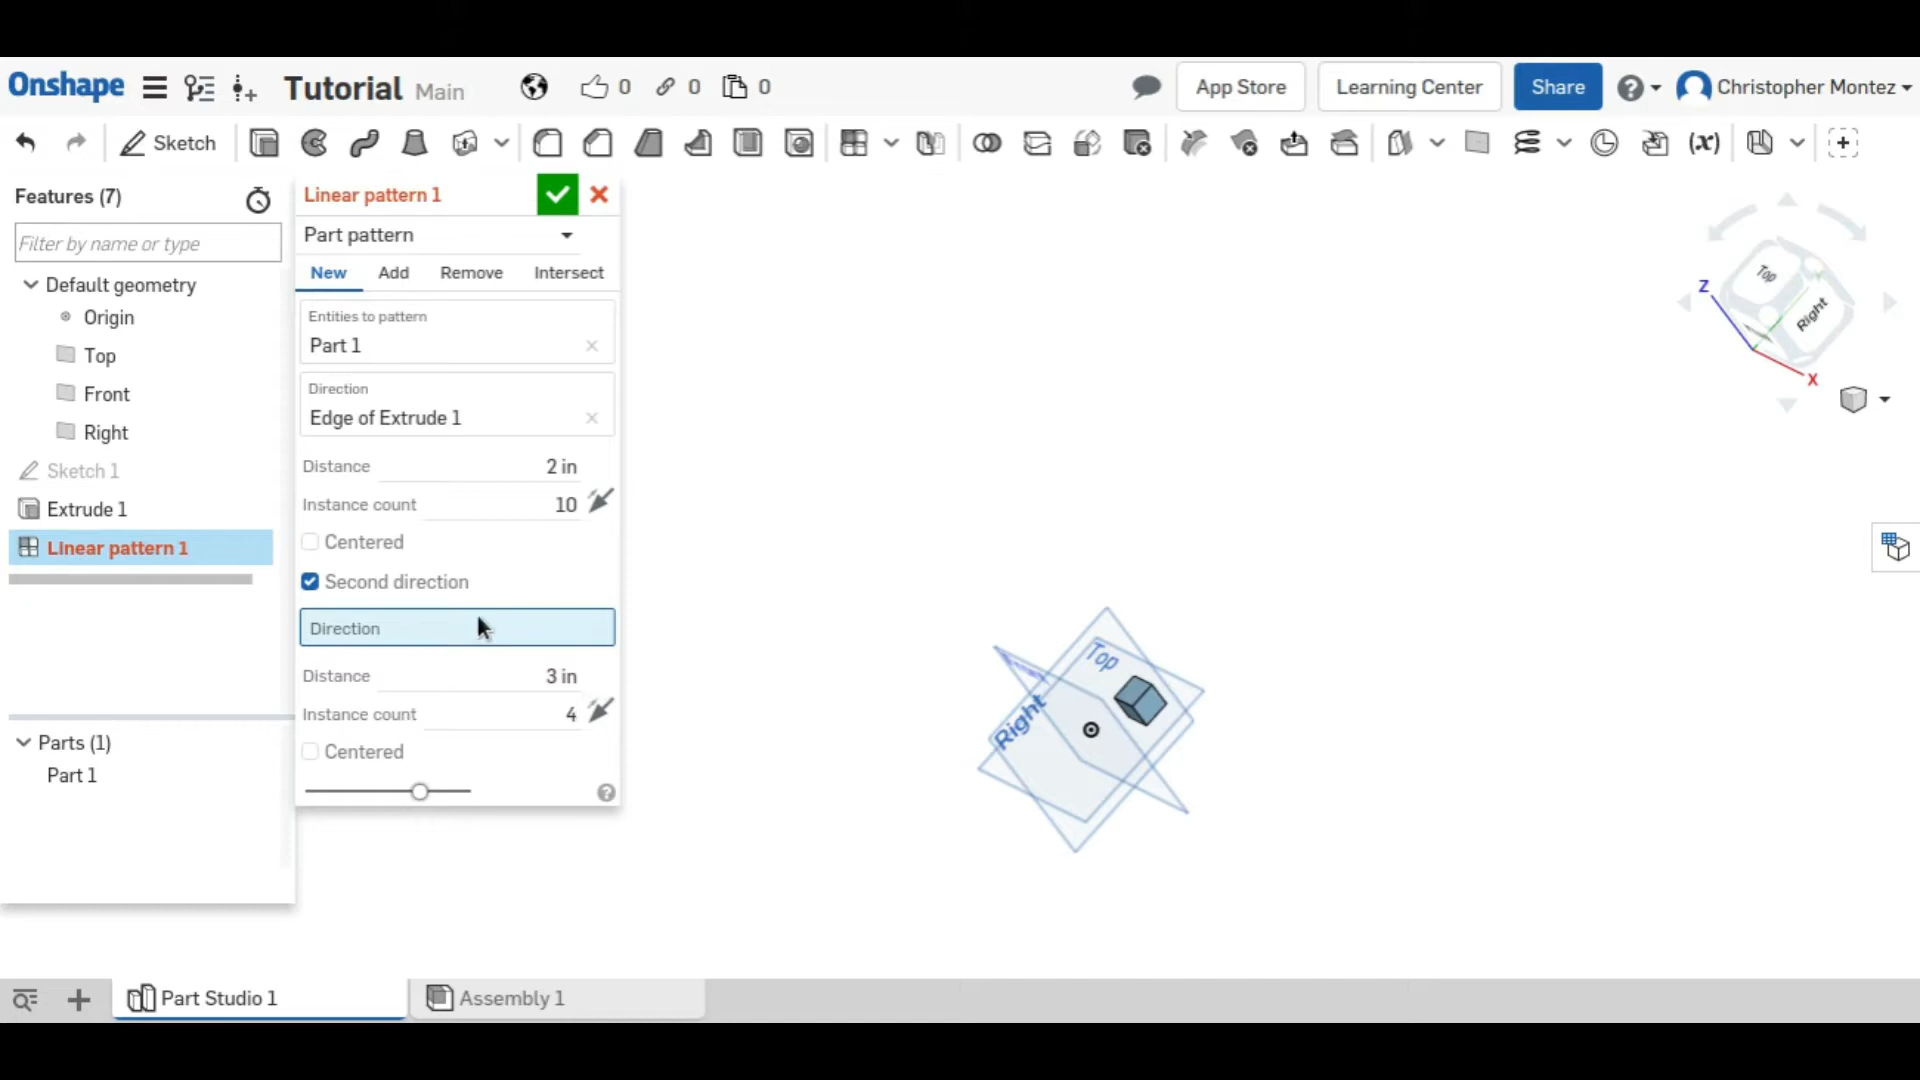 Onshape Tutorial Main 0 0 0 App Store Learning Center Share Christopher Montez
Sketch (x)
Features (7)
Filter by name or type
Default geometry
Origin
Top
Front
Right
Sketch 1
Extrude 1
Linear pattern 1
Parts (1)
Part 1
Linear pattern 1
Part pattern
New Add Remove Intersect
Entities to pattern
Part 1
Direction
Edge of Extrude 1
Distance 2 in
Instance count 10
Centered
Second direction
Direction
Distance 3 in
Instance count 4
Centered
Top
Right
Top
Right
Z
X
Part Studio 1 Assembly 1